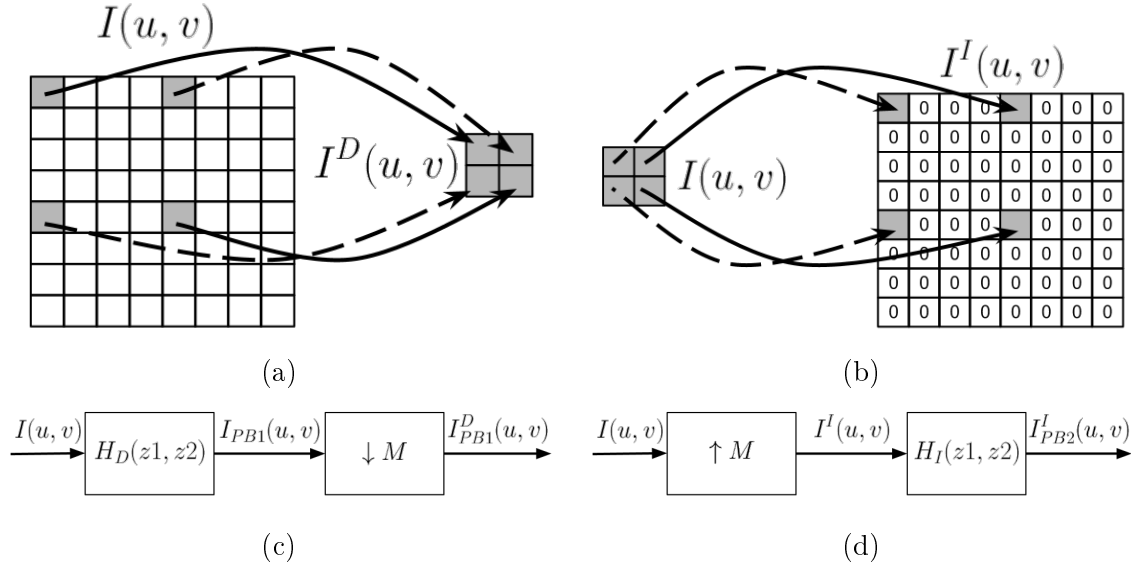 I(u, v)
I^D(u, v)
(a)
I^I(u, v)
I(u, v)
0 0 0 0 0 0
0 0 0 0 0 0 0 0
0 0 0 0 0 0 0 0
0 0 0 0 0 0 0 0
0 0 0 0 0 0
0 0 0 0 0 0 0 0
0 0 0 0 0 0 0 0
0 0 0 0 0 0 0 0
(b)
I(u, v)
H_D(z1, z2)
I_{PB1}(u, v)
↓ M
I^D_{PB1}(u, v)
(c)
I(u, v)
↑ M
I^I(u, v)
H_I(z1, z2)
I^I_{PB2}(u, v)
(d)